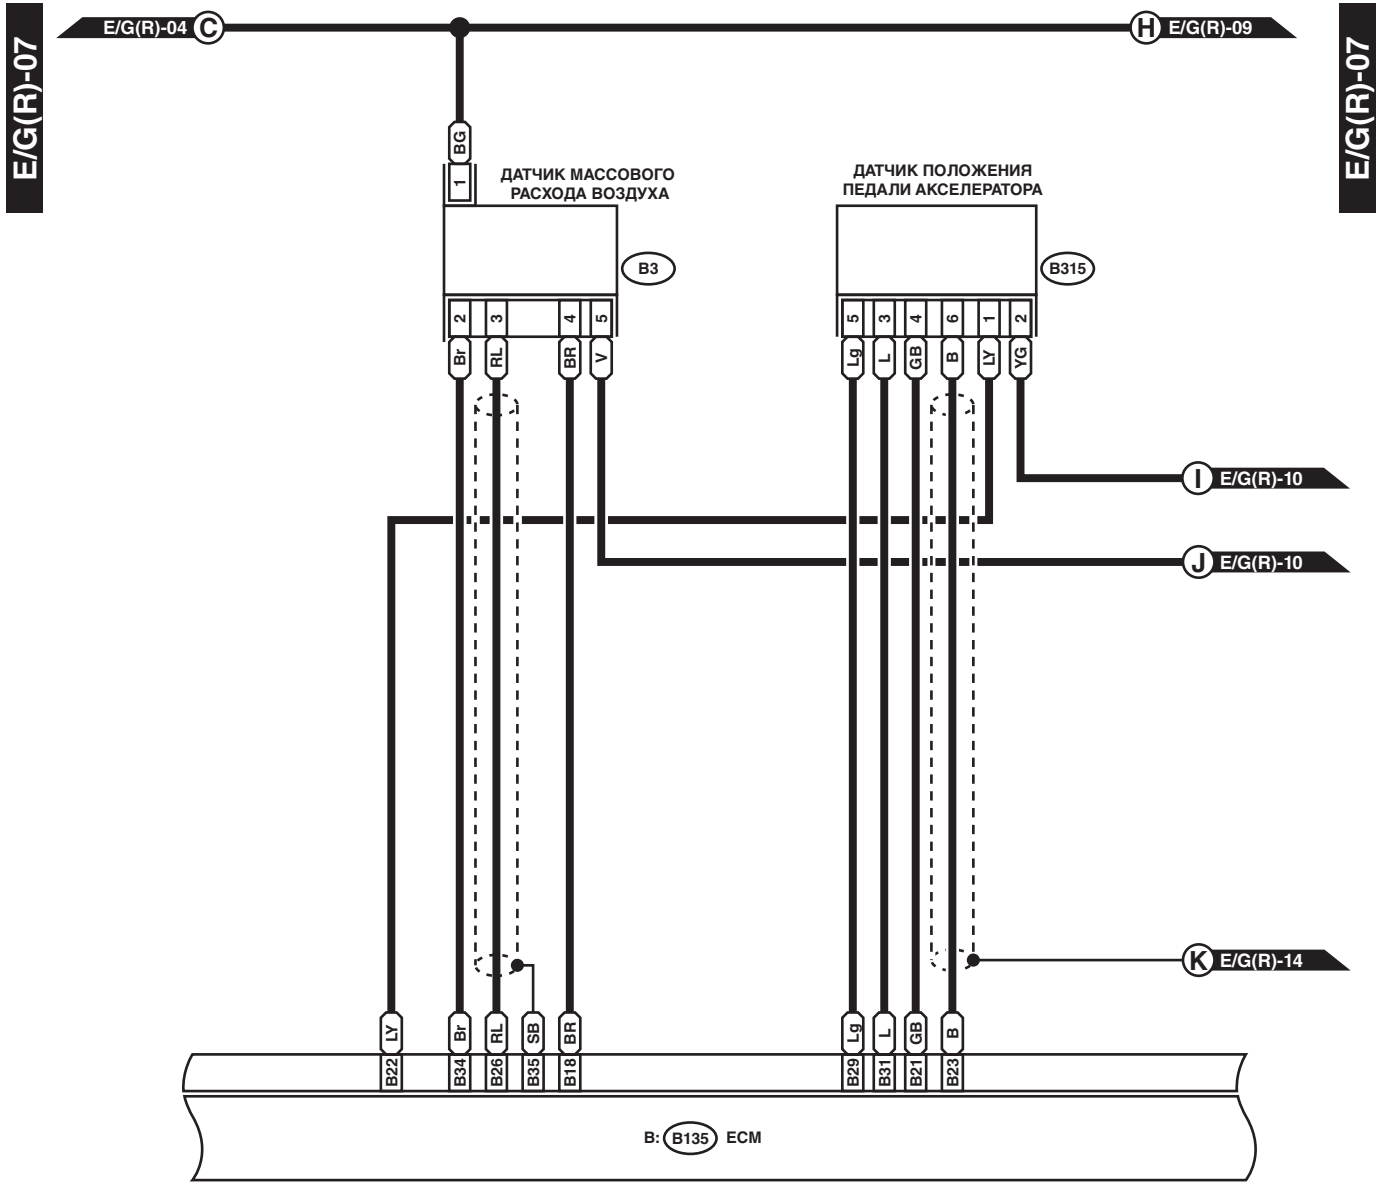 E/G(R)-07
E/G(R)-04 C
H E/G(R)-09
E/G(R)-07
BG
1
ДАТЧИК МАССОВОГО
РАСХОДА ВОЗДУХА
ДАТЧИК ПОЛОЖЕНИЯ
ПЕДАЛИ АКСЕЛЕРАТОРА
B3
B315
2 3 4 5
5 3 4 6 1 2
Br RL BR V
Lg L GB B LY YG
I E/G(R)-10
J E/G(R)-10
K E/G(R)-14
LY Br RL SB BR
Lg L GB B
B22 B34 B26 B35 B18
B29 B31 B21 B23
B: B135 ECM